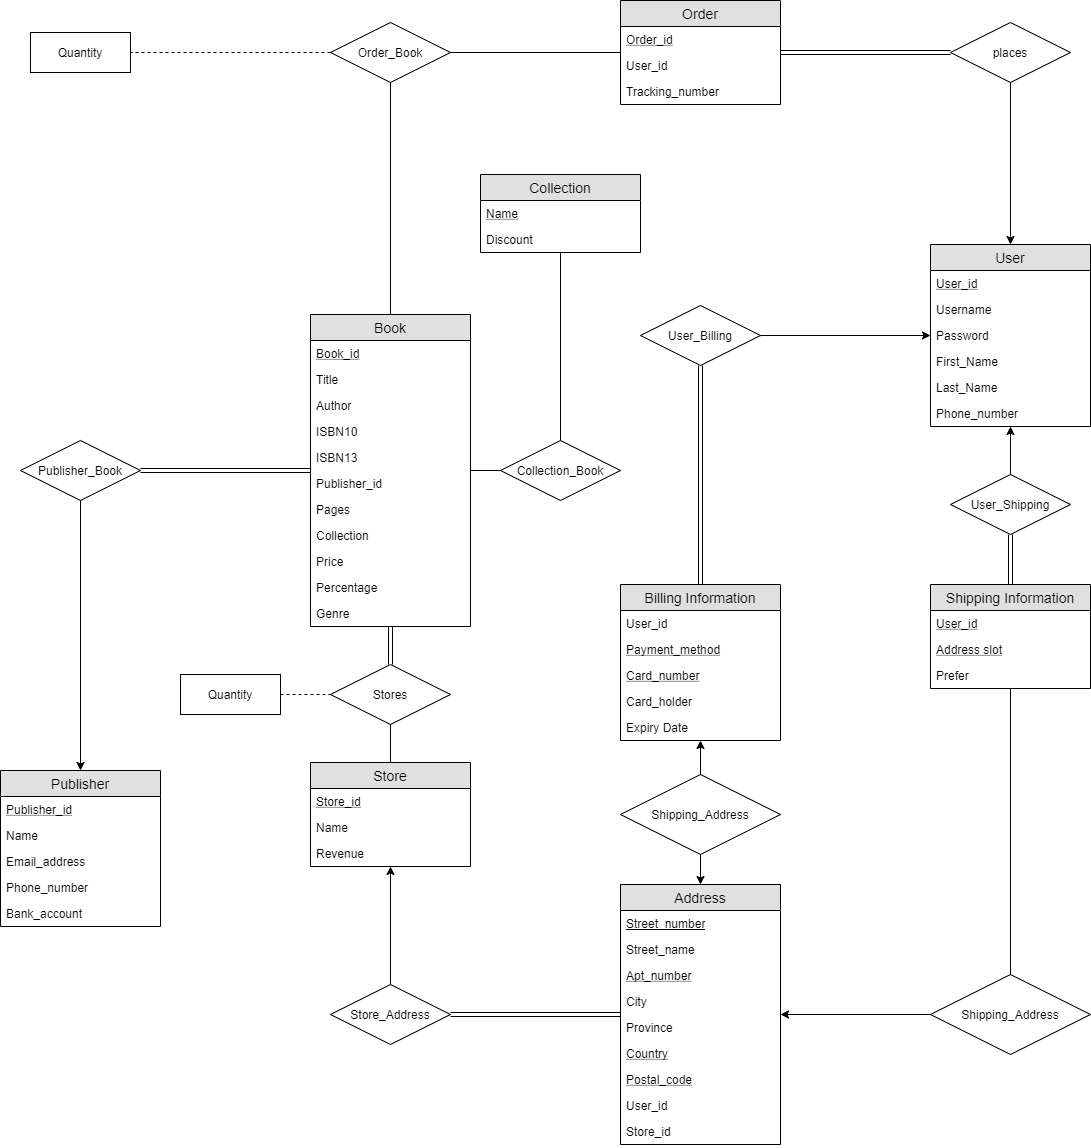 Order
Order_id
User_id
Tracking_number
Quantity
Order_Book
places
Collection
Name
Discount
User
User_id
Username
Password
First_Name
Last_Name
Phone_number
User_Billing
Book
Book_id
Title
Author
ISBN10
ISBN13
Publisher_id
Pages
Collection
Price
Percentage
Genre
Publisher_Book
Collection_Book
User_Shipping
Billing Information
User_id
Payment_method
Card_number
Card_holder
Expiry Date
Shipping Information
User_id
Address slot
Prefer
Quantity
Stores
Publisher
Publisher_id
Name
Email_address
Phone_number
Bank_account
Store
Store_id
Name
Revenue
Shipping_Address
Address
Street_number
Street_name
Apt_number
City
Province
Country
Postal_code
User_id
Store_id
Store_Address
Shipping_Address